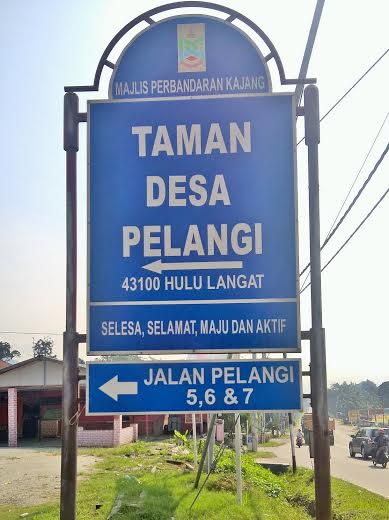 MAJLIS PERBANDARAN KAJANG
TAMAN
DESA
PELANGI
43100 HULU LANGAT
SELESA, SELAMAT, MAJU DAN AKTIF
JALAN PELANGI
5,6 & 7